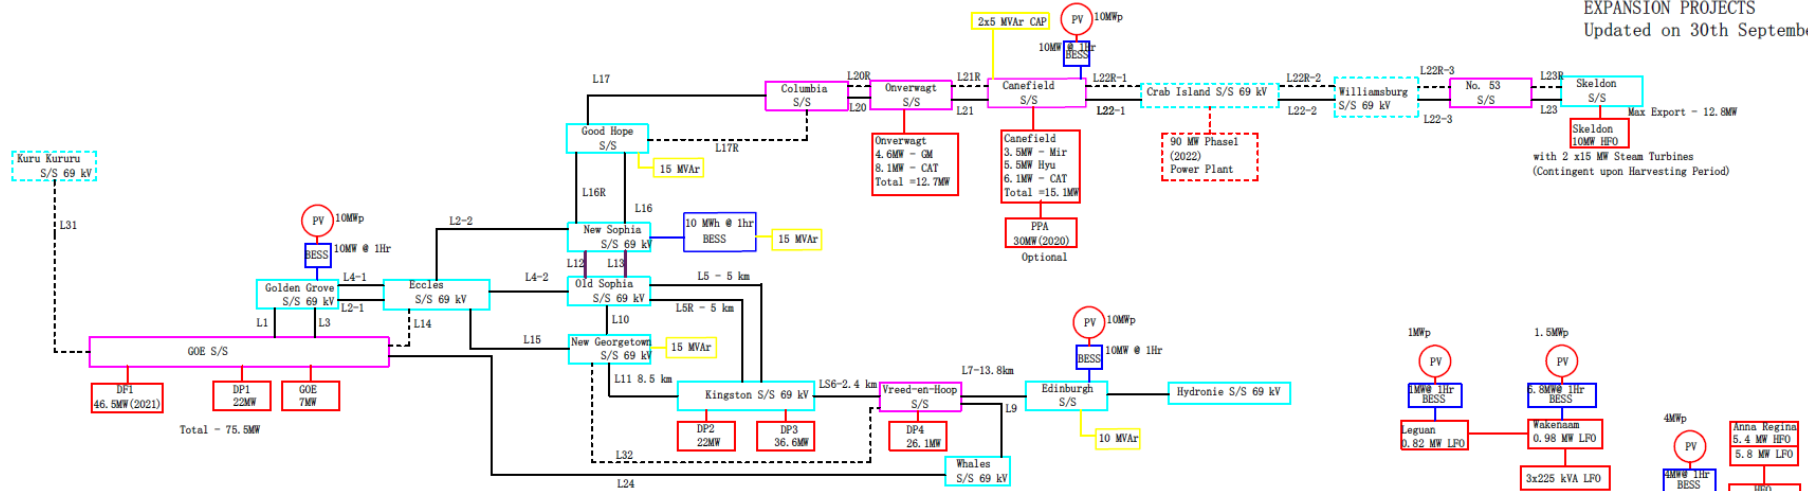 EXPANSION PROJECTS
Updated on 30th Septembe
2x5 MVAr CAP
PV
10MWp
10MW @ 1Hr
BESS
L17
Columbia
S/S
L20R
L20
Onverwagt
S/S
L21R
L21
Canefield
S/S
L22R-1
L22-1
Crab Island S/S 69 kV
L22R-2
L22-2
Williamsburg
S/S 69 kV
L22R-3
L22-3
No. 53
S/S
L23R
L23
Skeldon
S/S
Max Export - 12.8MW
Skeldon
10MW HFO
with 2 x15 MW Steam Turbines
(Contingent upon Harvesting Period)
Good Hope
S/S
L17R
15 MVAr
Onverwagt
4.6MW - GM
8.1MW - CAT
Total =12.7MW
Canefield
3.5MW - Mir
5.5MW Hyu
6.1MW - CAT
Total =15.1MW
90 MW Phase1
(2022)
Power Plant
PPA
30MW(2020)
Optional
Kuru Kururu
S/S 69 kV
L31
L16R
L16
PV
10MWp
BESS
10MW @ 1Hr
L2-2
New Sophia
S/S 69 kV
10 MWh @ 1hr
BESS
15 MVAr
L12
L13
Golden Grove
S/S 69 kV
L4-1
L2-1
Eccles
S/S 69 kV
L4-2
Old Sophia
S/S 69 kV
L5 - 5 km
L5R - 5 km
L1
L3
L14
L10
L15
GOE S/S
New Georgetown
S/S 69 kV
15 MVAr
DP1
46.5MW(2021)
DP1
22MW
GOE
7MW
Total - 75.5MW
L11 8.5 km
Kingston S/S 69 kV
LS6-2.4 km
Vreed-en-Hoop
S/S
L7-13.8km
L9
PV
10MWp
BESS
10MW @ 1Hr
Edinburgh
S/S
Hydronie S/S 69 kV
10 MVAr
DP2
22MW
DP3
36.6MW
DP4
26.1MW
L32
L24
Whales
S/S 69 kV
1MWp
PV
1MW@ 1Hr
BESS
Leguan
0.82 MW LFO
1.5MWp
PV
5.8MW@ 1Hr
BESS
Wakenaam
0.98 MW LFO
3x225 kVA LFO
4MWp
PV
4MW@ 1Hr
BESS
Anna Regina
5.4 MW HFO
5.8 MW LFO
HFO